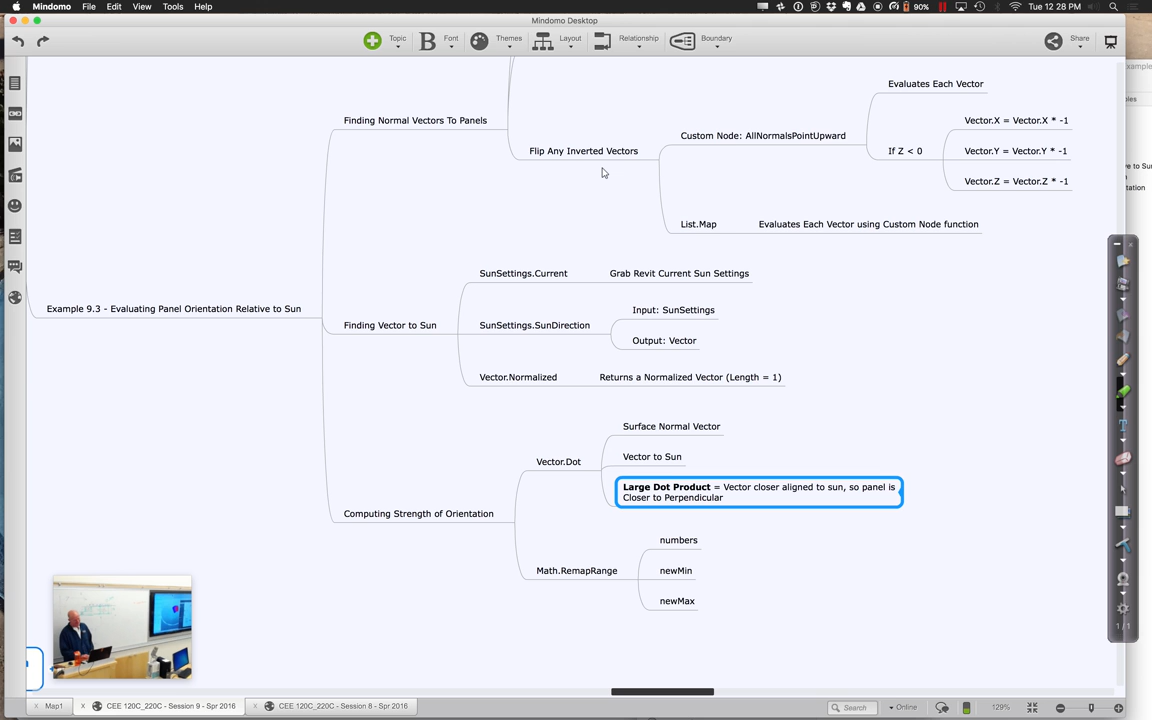 Mindomo File Edit View Tools Help
90% Tue 12 28 PM
Mindomo Desktop
Topic Font Themes Layout Relationship Boundary Share
Evaluates Each Vector
Finding Normal Vectors To Panels
Vector.X = Vector.X * -1
Custom Node: AllNormalsPointUpward
Flip Any Inverted Vectors
If Z < 0
Vector.Y = Vector.Y * -1
Vector.Z = Vector.Z * -1
List.Map
Evaluates Each Vector using Custom Node function
SunSettings.Current
Grab Revit Current Sun Settings
Example 9.3 - Evaluating Panel Orientation Relative to Sun
Finding Vector to Sun
SunSettings.SunDirection
Input: SunSettings
Output: Vector
Vector.Normalized
Returns a Normalized Vector (Length = 1)
Surface Normal Vector
Vector.Dot
Vector to Sun
Large Dot Product = Vector closer aligned to sun, so panel is
Closer to Perpendicular
Computing Strength of Orientation
numbers
Math.RemapRange
newMin
newMax
1/1
x Map1
x CEE 120C_220C - Session 9 - Spr 2016
x CEE 120C_220C - Session 8 - Spr 2016
Search
Online
129%